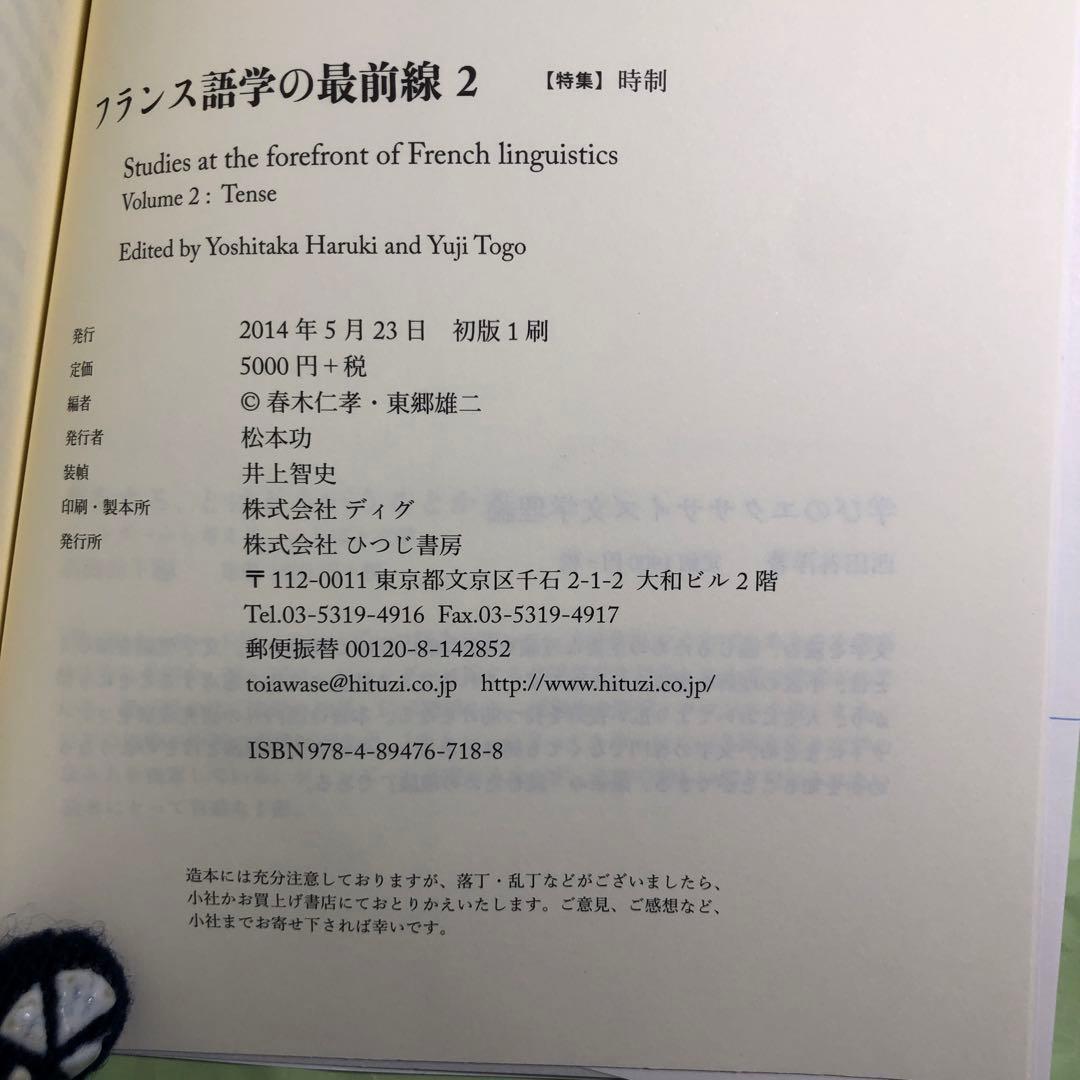 フランス語学の最前線 2 【特集】時制
Studies at the forefront of French linguistics
Volume 2 : Tense
Edited by Yoshitaka Haruki and Yuji Togo
発行 2014年5月23日 初版1刷
定価 5000円＋税
編者 © 春木仁孝・東郷雄二
発行者 松本功
装幀 井上智史
印刷・製本所 株式会社 ディグ
発行所 株式会社 ひつじ書房
〒112-0011 東京都文京区千石 2-1-2 大和ビル 2 階
Tel.03-5319-4916 Fax.03-5319-4917
郵便振替 00120-8-142852
toiawase@hituzi.co.jp http://www.hituzi.co.jp/
ISBN978-4-89476-718-8
造本には充分注意しておりますが、落丁・乱丁などがございましたら、
小社かお買上げ書店にておとりかえいたします。ご意見、ご感想など、
小社までお寄せ下されば幸いです。